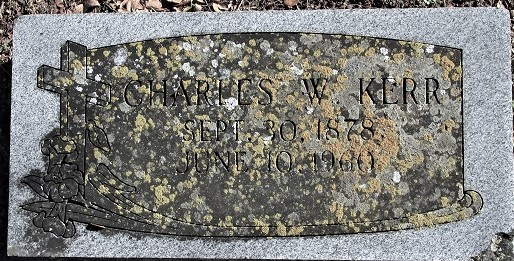 CHARLES W. KERR
SEPT. 30, 1878
JUNE 10, 1960